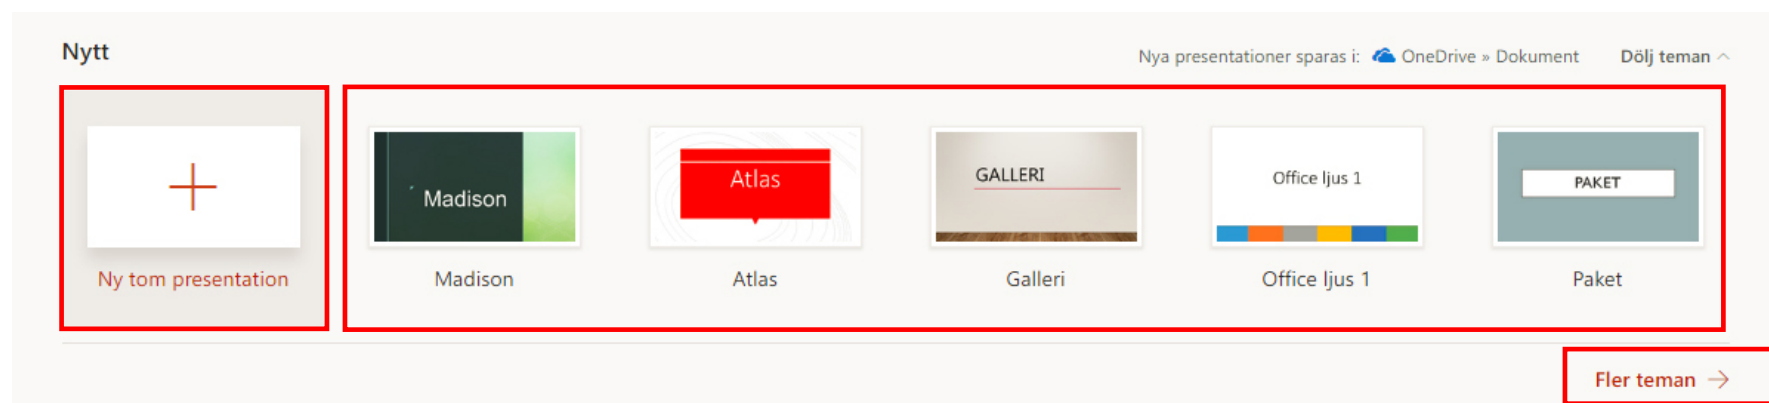 Nytt
Nya presentationer sparas i: OneDrive » Dokument Dölj teman
Madison
Atlas
GALLERI
Office ljus 1
PAKET
Ny tom presentation
Madison
Atlas
Galleri
Office ljus 1
Paket
Fler teman